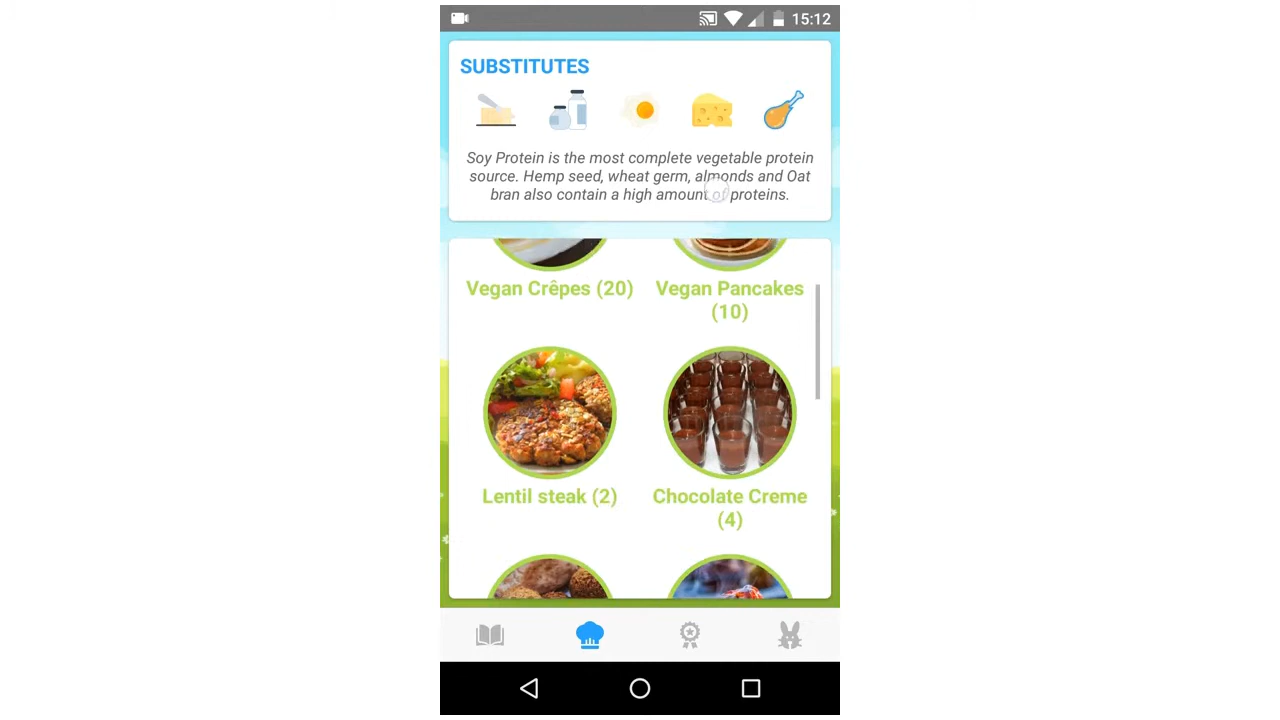 15:12
SUBSTITUTES
Soy Protein is the most complete vegetable protein
source. Hemp seed, wheat germ, almonds and Oat
bran also contain a high amount of proteins.
Vegan Crêpes (20)
Vegan Pancakes
(10)
Lentil steak (2)
Chocolate Creme
(4)